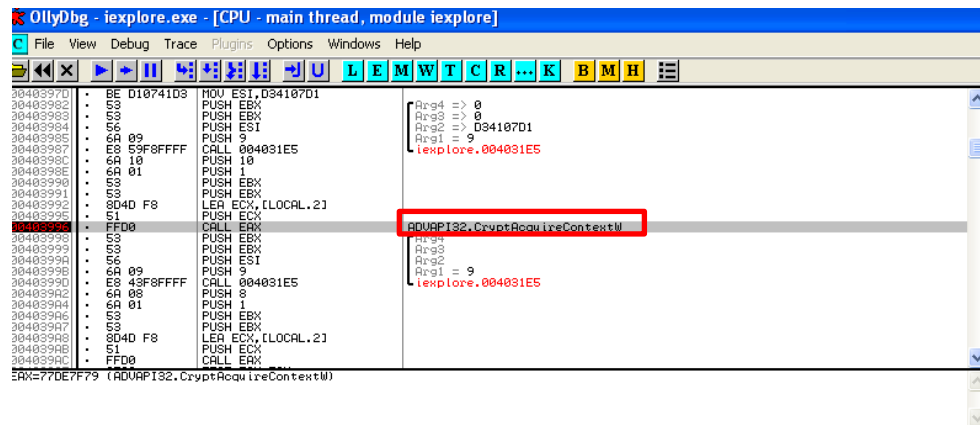 OllyDbg - iexplore.exe - [CPU - main thread, module iexplore]
C File View Debug Trace Plugins Options Windows Help
L E M W T C R ... K B M H
0040397D . BE D10741D3 MOV ESI,D34107D1
00403982 . 53 PUSH EBX Arg4 => 0
00403983 . 53 PUSH EBX Arg3 => 0
00403984 . 56 PUSH ESI Arg2 => D34107D1
00403985 . 6A 09 PUSH 9 Arg1 = 9
00403987 . E8 59F8FFFF CALL 004031E5 iexplore.004031E5
0040398C . 6A 10 PUSH 10
0040398E . 6A 01 PUSH 1
00403990 . 53 PUSH EBX
00403991 . 53 PUSH EBX
00403992 . 8D4D F8 LEA ECX,[LOCAL.2]
00403995 . 51 PUSH ECX
00403996 . FFD0 CALL EAX ADVAPI32.CryptAcquireContextW
00403998 . 53 PUSH EBX Arg4
00403999 . 53 PUSH EBX Arg3
0040399A . 56 PUSH ESI Arg2
0040399B . 6A 09 PUSH 9 Arg1 = 9
0040399D . E8 43F8FFFF CALL 004031E5 iexplore.004031E5
004039A2 . 6A 08 PUSH 8
004039A4 . 6A 01 PUSH 1
004039A6 . 53 PUSH EBX
004039A7 . 53 PUSH EBX
004039A8 . 8D4D F8 LEA ECX,[LOCAL.2]
004039AB . 51 PUSH ECX
004039AC . FFD0 CALL EAX
EAX=77DE7F79 (ADVAPI32.CryptAcquireContextW)